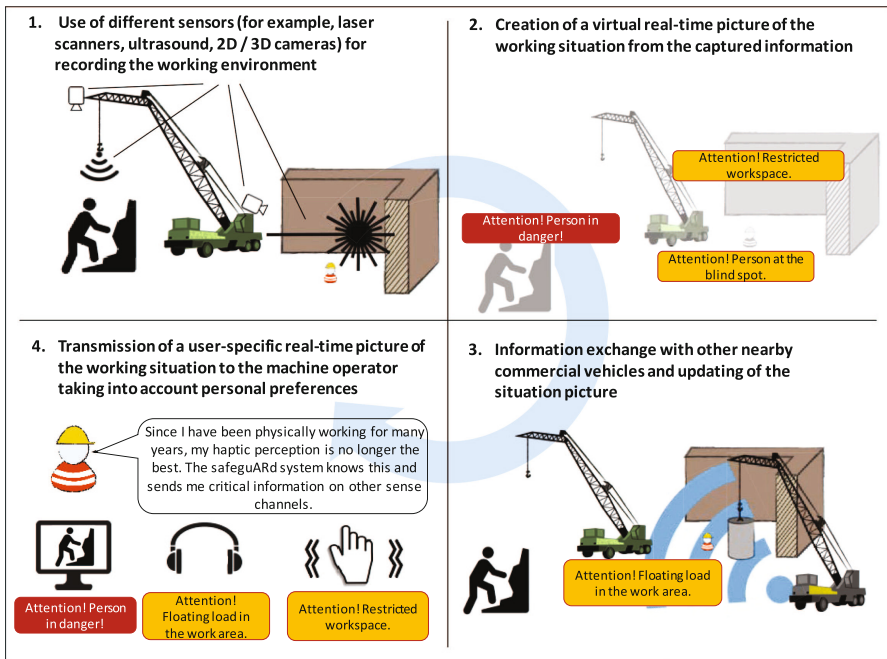 1. Use of different sensors (for example, laser
scanners, ultrasound, 2D / 3D cameras) for
recording the working environment
2. Creation of a virtual real-time picture of the
working situation from the captured information
Attention! Restricted
workspace.
Attention! Person in
danger!
Attention! Person at the
blind spot.
4. Transmission of a user-specific real-time picture of
the working situation to the machine operator
taking into account personal preferences
Since I have been physically working for many
years, my haptic perception is no longer the
best. The safeguARd system knows this and
sends me critical information on other sense
channels.
Attention! Person
in danger!
Attention!
Floating load in
the work area.
Attention! Restricted
workspace.
3. Information exchange with other nearby
commercial vehicles and updating of the
situation picture
Attention! Floating load
in the work area.